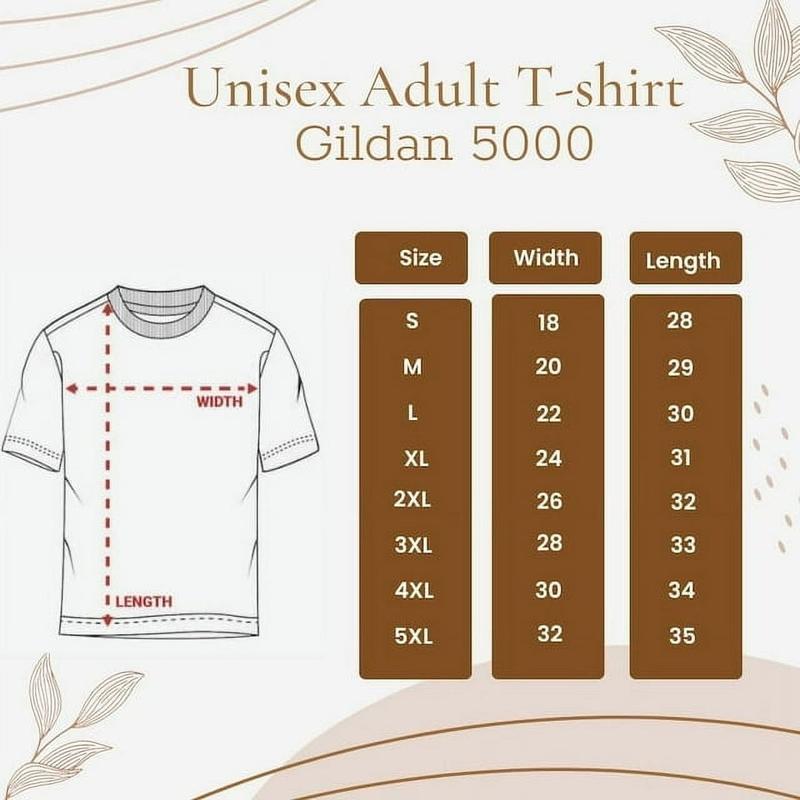 Unisex Adult T-shirt
Gildan 5000
Size Width Length
S 18 28
M 20 29
L 22 30
XL 24 31
2XL 26 32
3XL 28 33
4XL 30 34
5XL 32 35
WIDTH
LENGTH